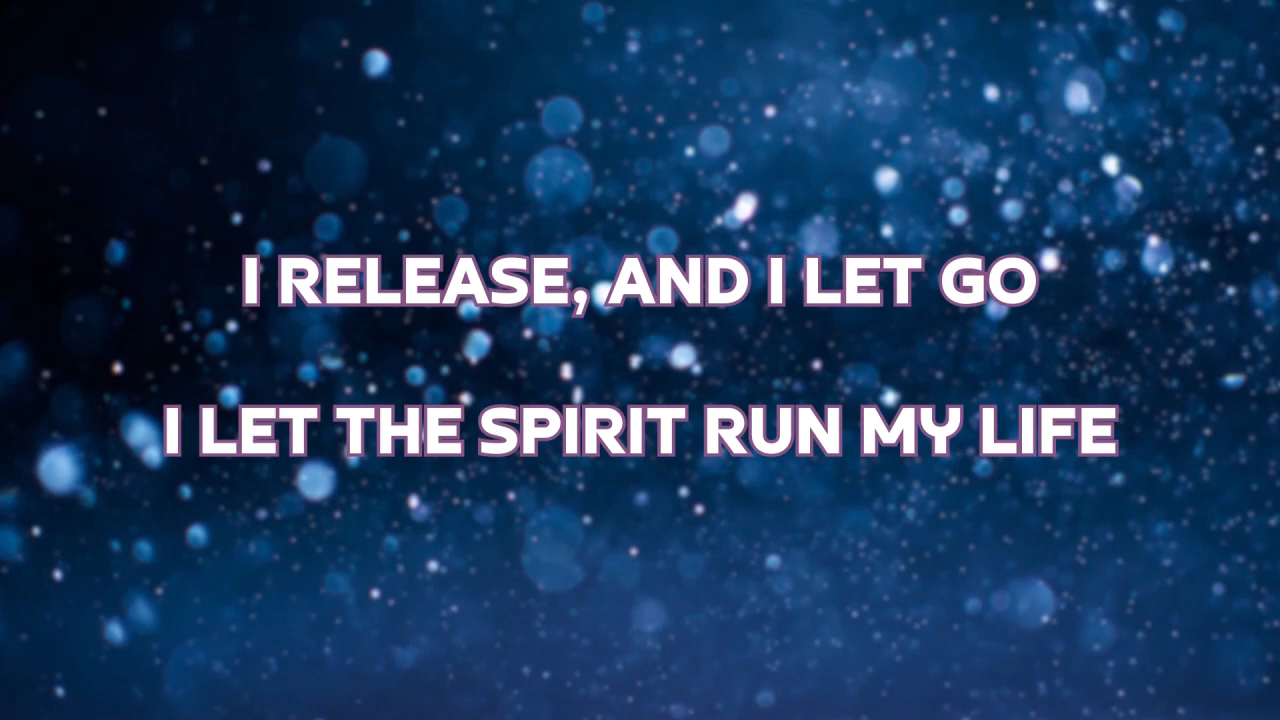 I RELEASE, AND I LET GO
I LET THE SPIRIT RUN MY LIFE